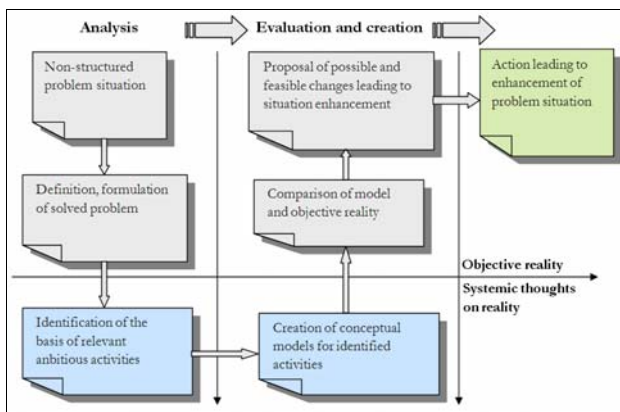 Analysis
Evaluation and creation
Non-structured
problem situation
Proposal of possible and
feasible changes leading to
situation enhancement
Action leading to
enhancement of
problem situation
Definition, formulation
of solved problem
Comparison of model
and objective reality
Objective reality
Systemic thoughts
on reality
Identification of the
basis of relevant
anbitious activities
Creation of conceptual
models for identified
activities